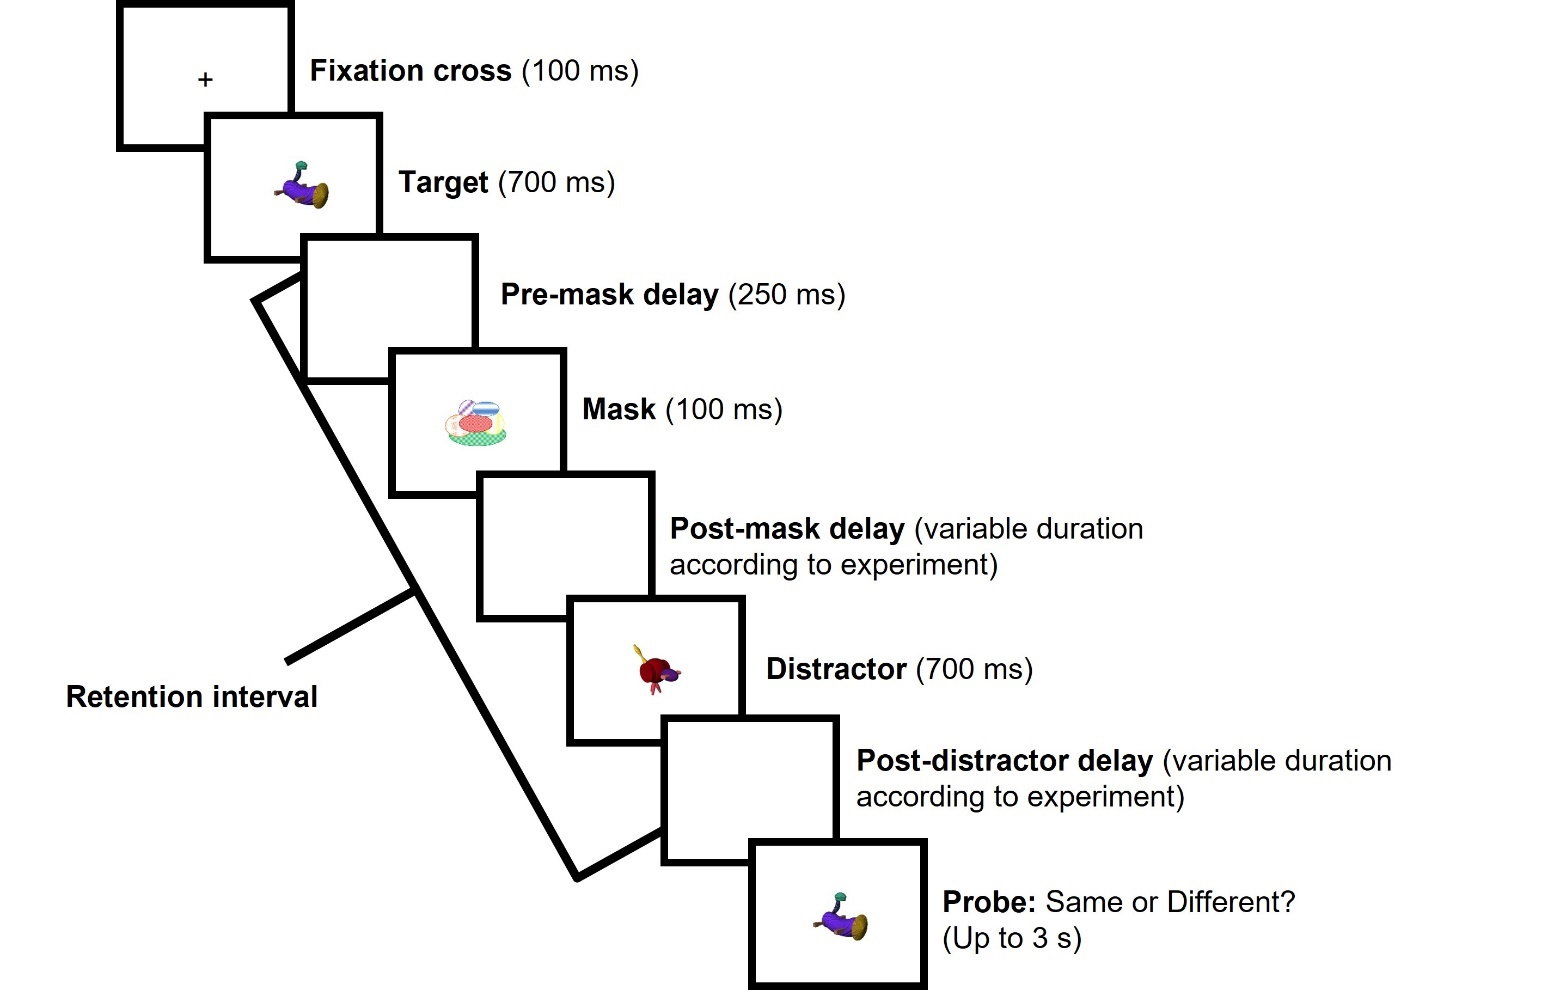 Fixation cross (100 ms)
Target (700 ms)
Pre-mask delay (250 ms)
Mask (100 ms)
Post-mask delay (variable duration
according to experiment)
Distractor (700 ms)
Retention interval
Post-distractor delay (variable duration
according to experiment)
Probe: Same or Different?
(Up to 3 s)